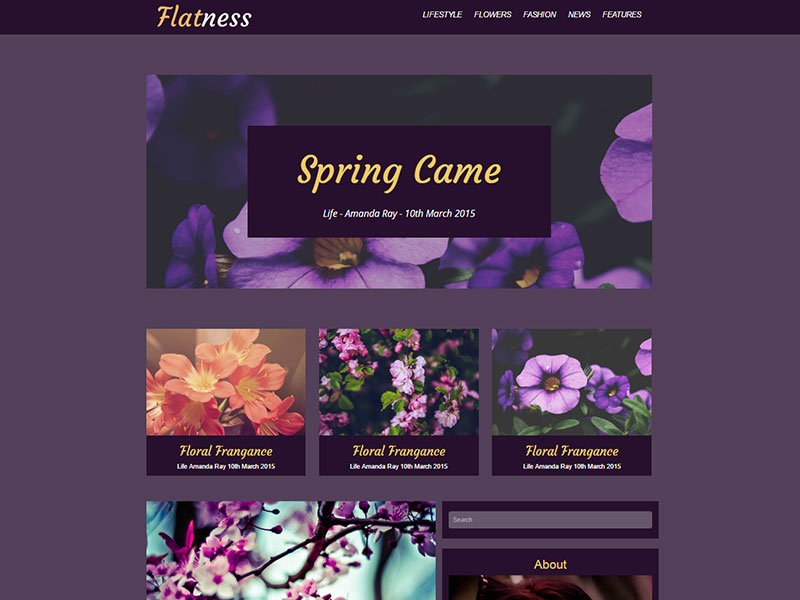 Flatness
LIFESTYLE FLOWERS FASHION NEWS FEATURES
Spring Came
Life - Amanda Ray - 10th March 2015
Floral Frangance
Life Amanda Ray 10th March 2015
Floral Frangance
Life Amanda Ray 10th March 2015
Floral Frangance
Life Amanda Ray 10th March 2015
Search
About